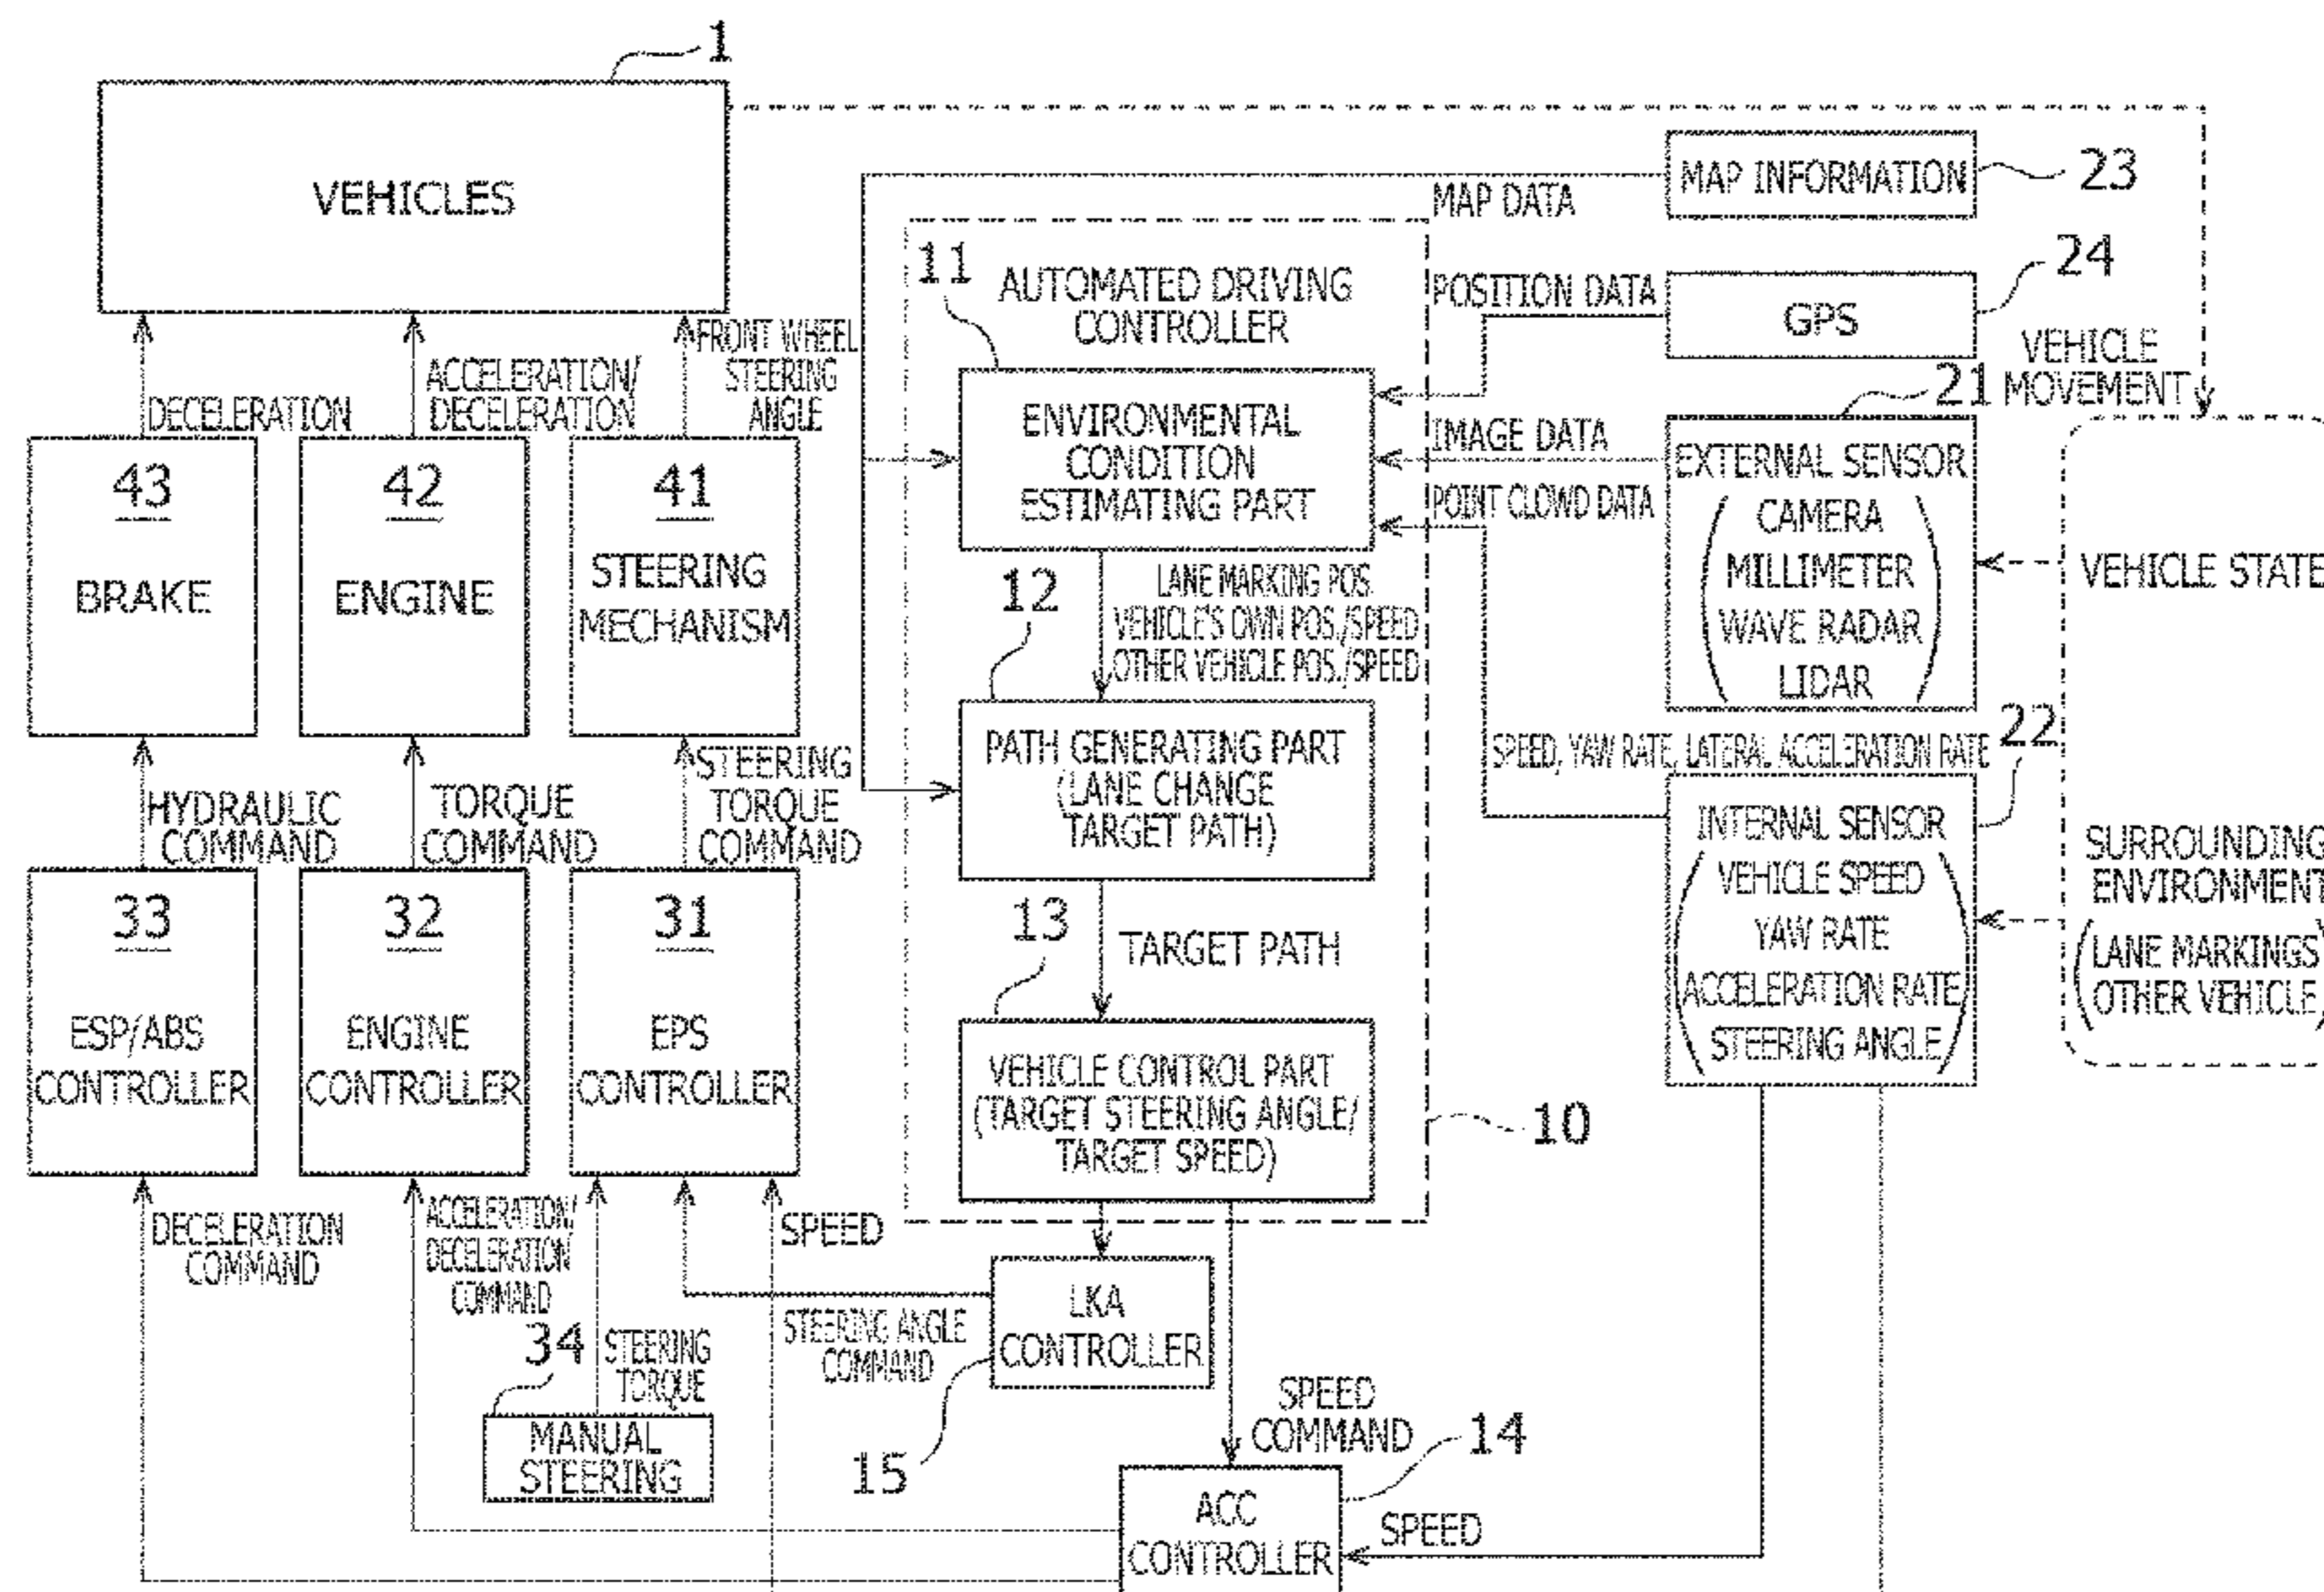 1
VEHICLES
MAP INFORMATION
23
MAP DATA
11
AUTOMATED DRIVING
CONTROLLER
POSITION DATA
GPS
24
VEHICLE
MOVEMENT
21
FRONT WHEEL
STEERING
ANGLE
ACCELERATION/
DECELERATION
DECELERATION
ENVIRONMENTAL
CONDITION
ESTIMATING PART
IMAGE DATA
POINT CLOWD DATA
EXTERNAL SENSOR
CAMERA
MILLIMETER
WAVE RADAR
LIDAR
VEHICLE STATE
43
BRAKE
42
ENGINE
41
STEERING
MECHANISM
12
LANE MARKING POS.
VEHICLE'S OWN POS./SPEED
OTHER VEHICLE POS./SPEED
PATH GENERATING PART
(LANE CHANGE
TARGET PATH)
SPEED, YAW RATE, LATERAL ACCELERATION RATE
22
HYDRAULIC
COMMAND
TORQUE
COMMAND
STEERING
TORQUE
COMMAND
INTERNAL SENSOR
VEHICLE SPEED
YAW RATE
ACCELERATION RATE
STEERING ANGLE
SURROUNDING
ENVIRONMENT
(LANE MARKINGS
OTHER VEHICLE)
33
ESP/ABS
CONTROLLER
32
ENGINE
CONTROLLER
31
EPS
CONTROLLER
13
TARGET PATH
VEHICLE CONTROL PART
(TARGET STEERING ANGLE/
TARGET SPEED)
10
DECELERATION
COMMAND
ACCELERATION/
DECELERATION
COMMAND
SPEED
34
STEERING
TORQUE
STEERING ANGLE
COMMAND
LKA
CONTROLLER
MANUAL
STEERING
15
SPEED
COMMAND
14
ACC
CONTROLLER
SPEED